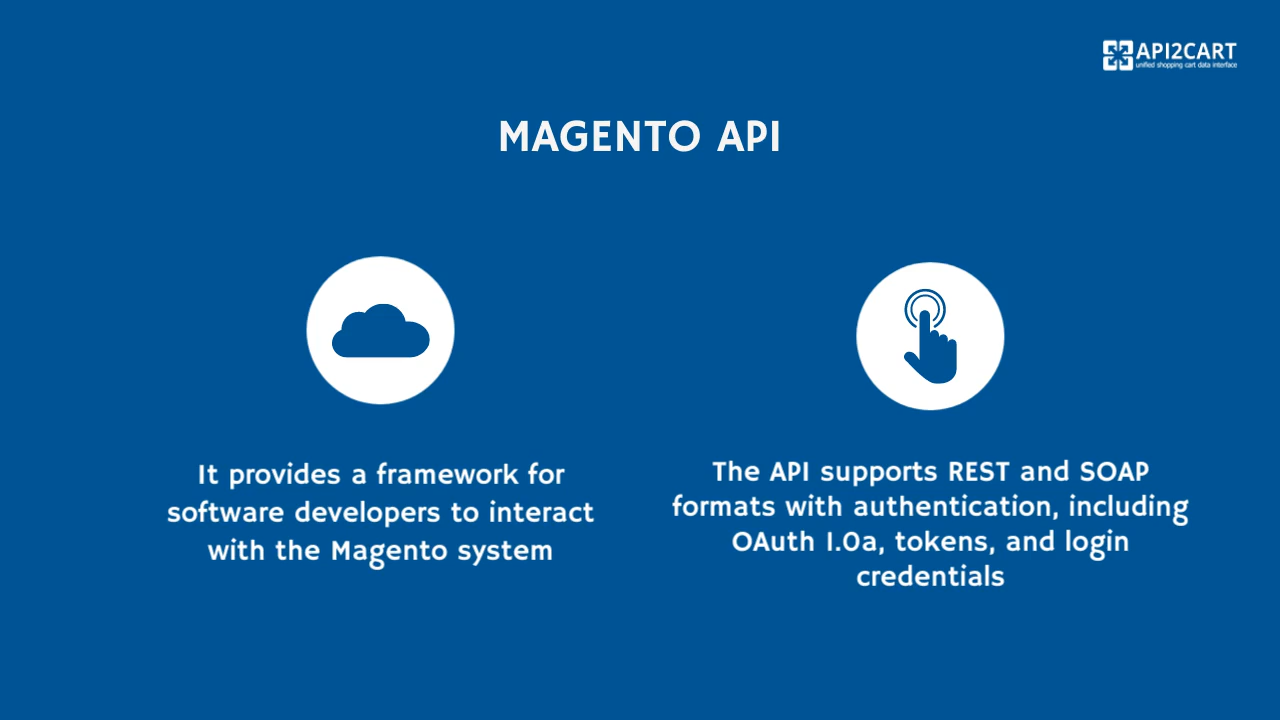 API2CART
unified shopping cart data interface
MAGENTO API
It provides a framework for
software developers to interact
with the Magento system
The API supports REST and SOAP
formats with authentication, including
OAuth 1.0a, tokens, and login
credentials